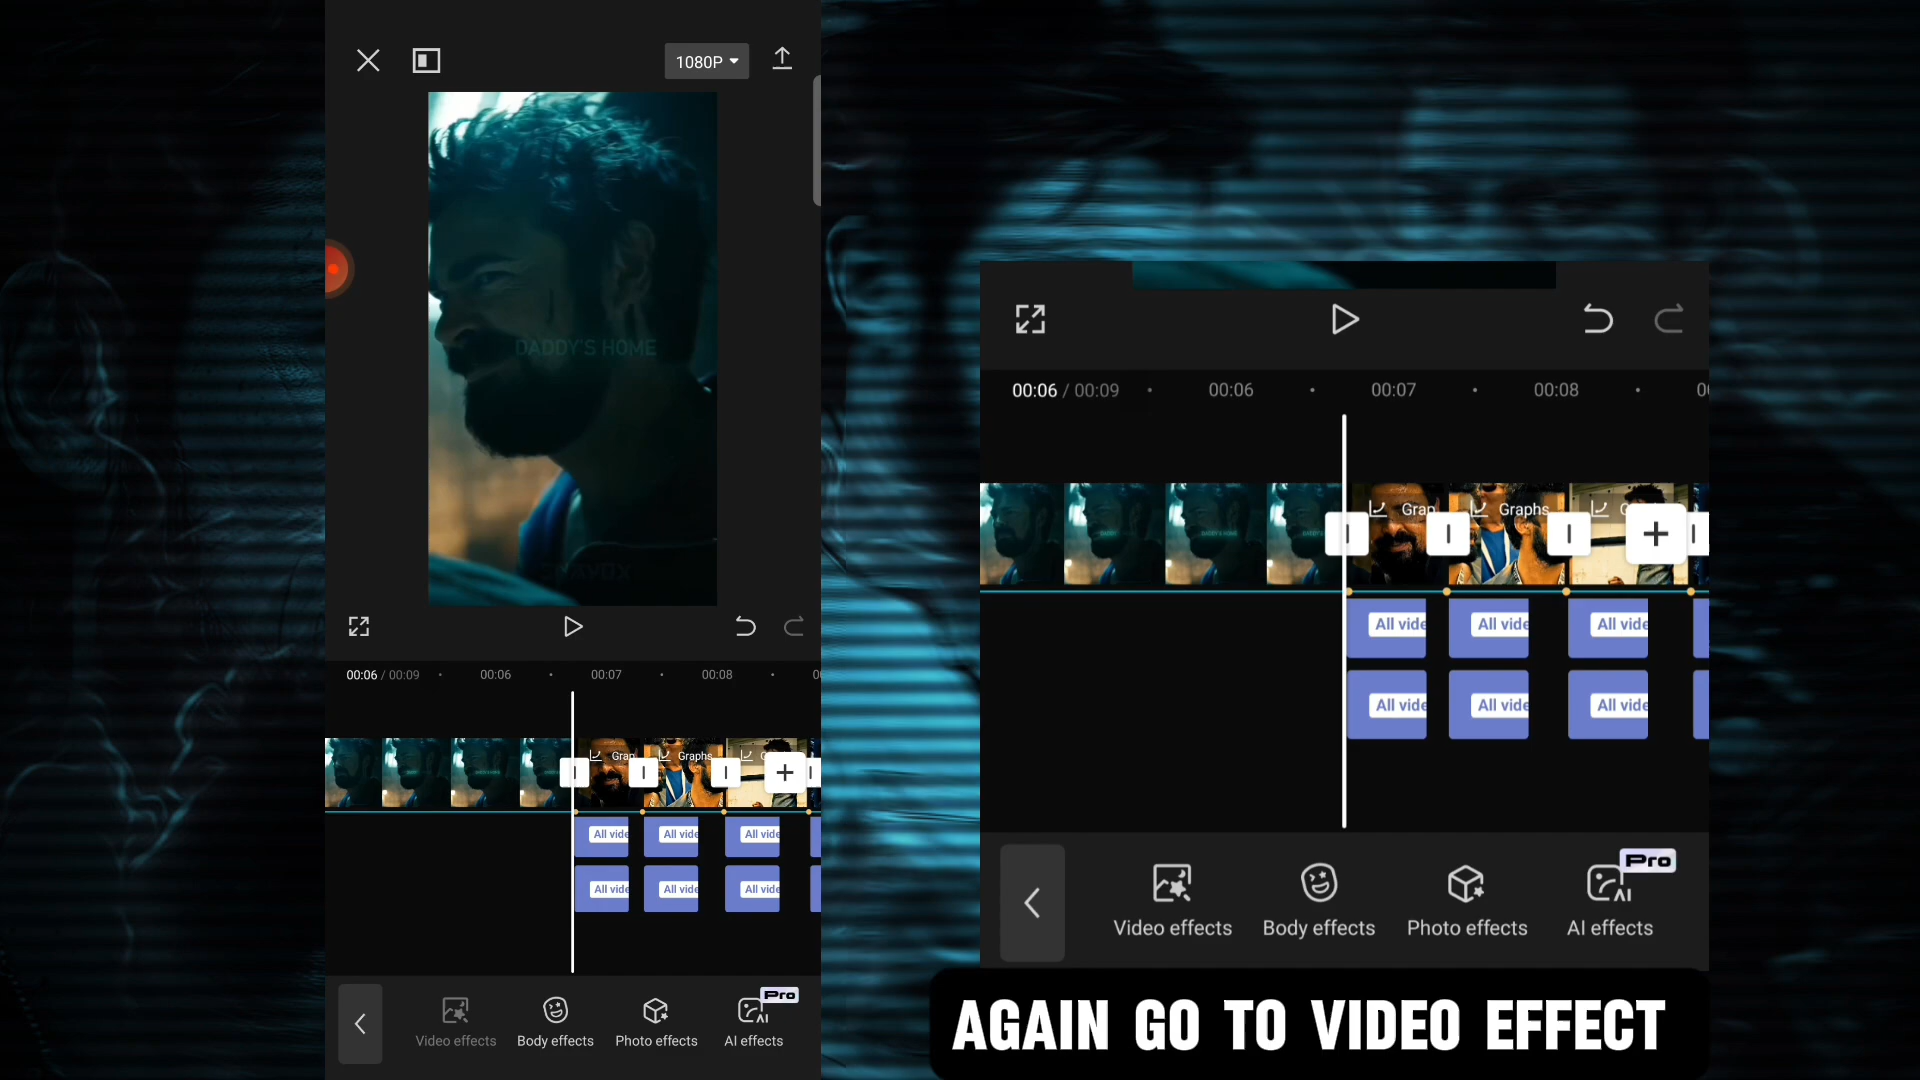 1080P
DADDY'S HOME
00:06 / 00:09
00:06
00:07
00:08
Gran
Graphs
All vide
All vide
All vide
All vide
All vide
All vide
Pro
Video effects
Body effects
Photo effects
AI effects
00:06 / 00:09
00:06
00:07
00:08
Gran
Graphs
All vide
All vide
All vide
All vide
All vide
All vide
Pro
Video effects
Body effects
Photo effects
AI effects
AGAIN GO TO VIDEO EFFECT